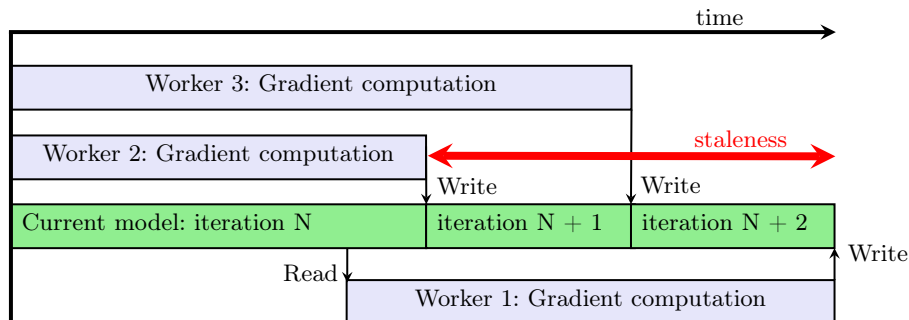 time
Worker 3: Gradient computation
Worker 2: Gradient computation
staleness
Write
Write
Current model: iteration N
iteration N + 1
iteration N + 2
Read
Write
Worker 1: Gradient computation